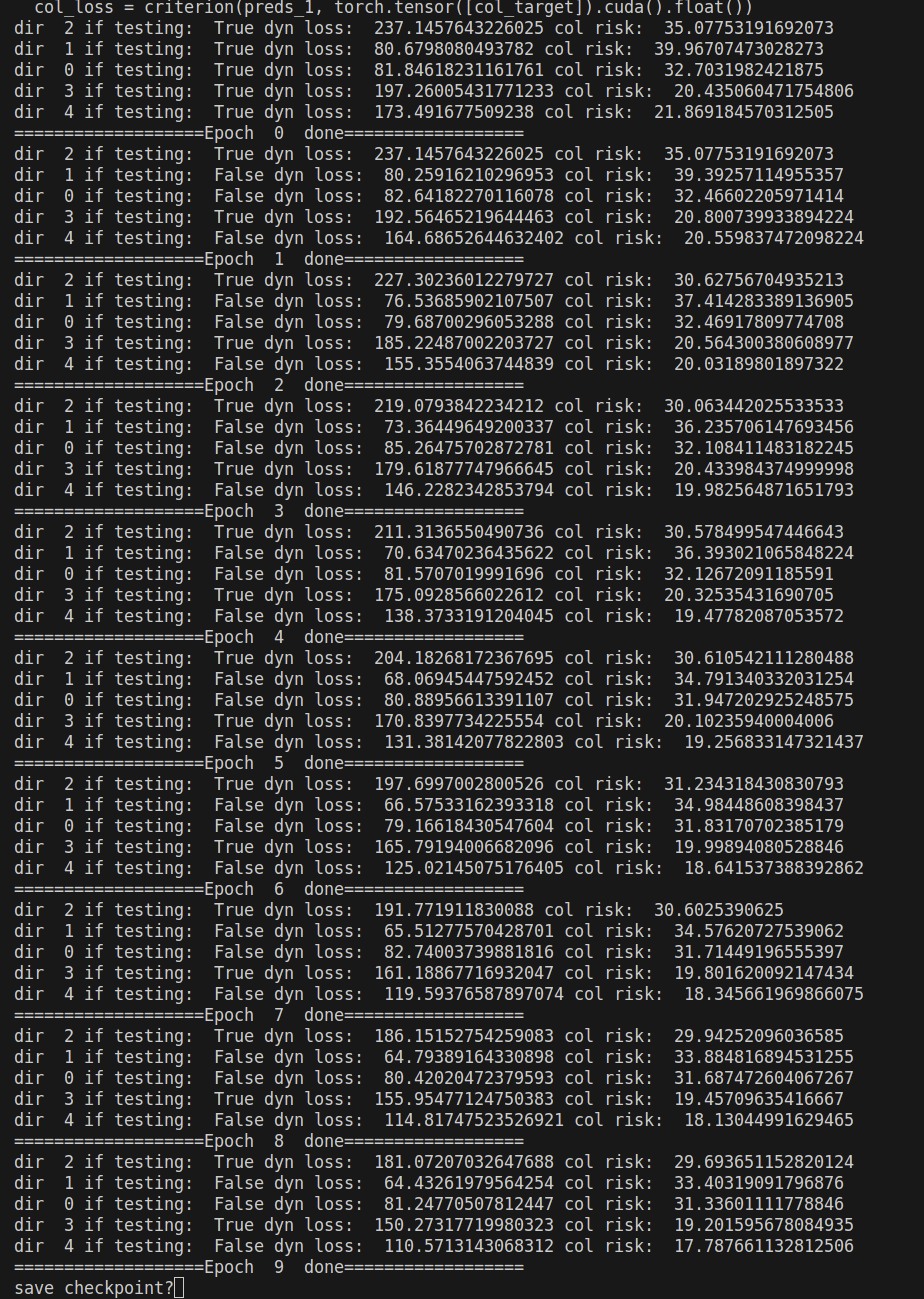 col_loss = criterion(preds_1, torch.tensor([col_target]).cuda().float())
dir  2 if testing:  True dyn loss:  237.1457643226025 col risk:  35.07753191692073
dir  1 if testing:  True dyn loss:  80.6798080493782 col risk:  39.96707473028273
dir  0 if testing:  True dyn loss:  81.84618231161761 col risk:  32.7031982421875
dir  3 if testing:  True dyn loss:  197.26005431771233 col risk:  20.435060471754806
dir  4 if testing:  True dyn loss:  173.491677509238 col risk:  21.869184570312505
===================Epoch  0  done==================
dir  2 if testing:  True dyn loss:  237.1457643226025 col risk:  35.07753191692073
dir  1 if testing:  False dyn loss:  80.25916210296953 col risk:  39.39257114955357
dir  0 if testing:  False dyn loss:  82.641822701 16078 col risk:  32.46602205971414
dir  3 if testing:  True dyn loss:  192.56465219644463 col risk:  20.800739933894224
dir  4 if testing:  False dyn loss:  164.68652644632402 col risk:  20.559837472098224
===================Epoch  1  done==================
dir  2 if testing:  True dyn loss:  227.302360122 79727 col risk:  30.62756704935213
dir  1 if testing:  False dyn loss:  76.53685902107507 col risk:  37.414283389136905
dir  0 if testing:  False dyn loss:  79.68700296053288 col risk:  32.46917809774708
dir  3 if testing:  True dyn loss:  185.22487002203727 col risk:  20.564300380608977
dir  4 if testing:  False dyn loss:  155.3554063744839 col risk:  20.03189801897322
===================Epoch  2  done==================
dir  2 if testing:  True dyn loss:  219.0793842234212 col risk:  30.063442025533533
dir  1 if testing:  False dyn loss:  73.36449649200337 col risk:  36.235706147693456
dir  0 if testing:  False dyn loss:  85.26475702872781 col risk:  32.108411483182245
dir  3 if testing:  True dyn loss:  179.61877747966645 col risk:  20.433984374999998
dir  4 if testing:  False dyn loss:  146.2282342853794 col risk:  19.982564871651793
===================Epoch  3  done==================
dir  2 if testing:  True dyn loss:  211.3136550490736 col risk:  30.578499547446643
dir  1 if testing:  False dyn loss:  70.63470236435622 col risk:  36.393021065848224
dir  0 if testing:  False dyn loss:  81.5707019991696 col risk:  32.12672091185591
dir  3 if testing:  True dyn loss:  175.0928566022612 col risk:  20.32535431690705
dir  4 if testing:  False dyn loss:  138.3733191204045 col risk:  19.47782087053572
===================Epoch  4  done==================
dir  2 if testing:  True dyn loss:  204.18268172367695 col risk:  30.610542111280488
dir  1 if testing:  False dyn loss:  68.06945447592452 col risk:  34.791340332031254
dir  0 if testing:  False dyn loss:  80.889566133911​07 col risk:  31.947202925248575
dir  3 if testing:  True dyn loss:  170.8397734225554 col risk:  20.10235940004006
dir  4 if testing:  False dyn loss:  131.38142077822803 col risk:  19.256833147321437
===================Epoch  5  done==================
dir  2 if testing:  True dyn loss:  197.6997002800526 col risk:  31.234318430830793
dir  1 if testing:  False dyn loss:  66.57533162393318 col risk:  34.98448608398437
dir  0 if testing:  False dyn loss:  79.16618430547604 col risk:  31.83170702385179
dir  3 if testing:  True dyn loss:  165.79194006682096 col risk:  19.99894080528846
dir  4 if testing:  False dyn loss:  125.02145075176405 col risk:  18.641537388392862
===================Epoch  6  done==================
dir  2 if testing:  True dyn loss:  191.771911830088 col risk:  30.6025390625
dir  1 if testing:  False dyn loss:  65.51277570428701 col risk:  34.57620727539062
dir  0 if testing:  False dyn loss:  82.74003739881816 col risk:  31.71449196555397
dir  3 if testing:  True dyn loss:  161.18867716932047 col risk:  19.801620092147434
dir  4 if testing:  False dyn loss:  119.59376587897074 col risk:  18.345661969866075
===================Epoch  7  done==================
dir  2 if testing:  True dyn loss:  186.15152754259083 col risk:  29.94252096036585
dir  1 if testing:  False dyn loss:  64.79389164330898 col risk:  33.884816894531255
dir  0 if testing:  False dyn loss:  80.42020472379593 col risk:  31.687472604067267
dir  3 if testing:  True dyn loss:  155.95477124750383 col risk:  19.45709635416667
dir  4 if testing:  False dyn loss:  114.81747523526921 col risk:  18.13044991629465
===================Epoch  8  done==================
dir  2 if testing:  True dyn loss:  181.07207032647688 col risk:  29.693651152820124
dir  1 if testing:  False dyn loss:  64.43261979564254 col risk:  33.40319091796876
dir  0 if testing:  False dyn loss:  81.24770507812447 col risk:  31.33601111778846
dir  3 if testing:  True dyn loss:  150.27317719980323 col risk:  19.201595678084935
dir  4 if testing:  False dyn loss:  110.5713143068312 col risk:  17.787661132812506
===================Epoch  9  done==================
save checkpoint?